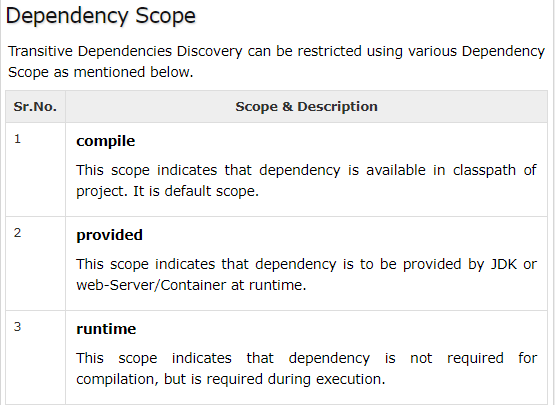 Dependency Scope
Transitive Dependencies Discovery can be restricted using various Dependency
Scope as mentioned below.
Sr.No. Scope & Description
1 compile
This scope indicates that dependency is available in classpath of
project. It is default scope.
2 provided
This scope indicates that dependency is to be provided by JDK or
web-Server/Container at runtime.
3 runtime
This scope indicates that dependency is not required for
compilation, but is required during execution.